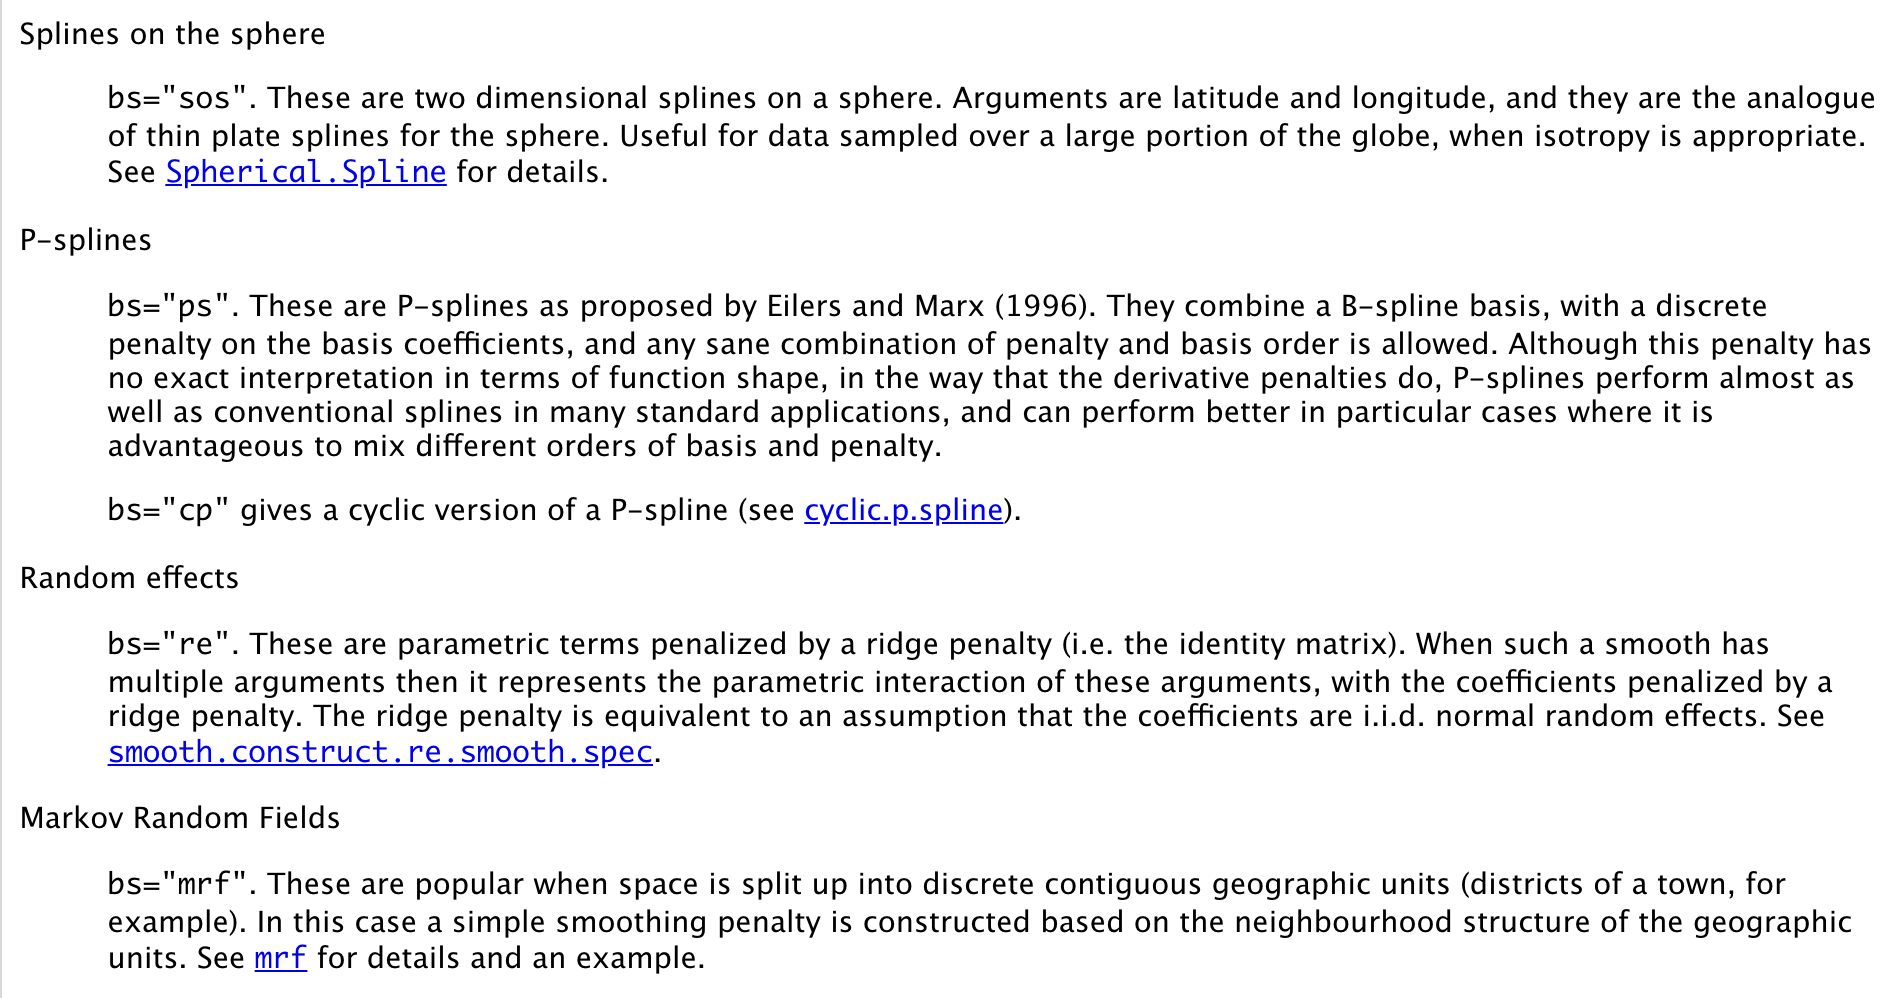 Splines on the sphere
bs="sos". These are two dimensional splines on a sphere. Arguments are latitude and longitude, and they are the analogue
of thin plate splines for the sphere. Useful for data sampled over a large portion of the globe, when isotropy is appropriate.
See Spherical.Spline for details.
P-splines
bs="ps". These are P-splines as proposed by Eilers and Marx (1996). They combine a B-spline basis, with a discrete
penalty on the basis coefficients, and any sane combination of penalty and basis order is allowed. Although this penalty has
no exact interpretation in terms of function shape, in the way that the derivative penalties do, P-splines perform almost as
well as conventional splines in many standard applications, and can perform better in particular cases where it is
advantageous to mix different orders of basis and penalty.
bs="cp" gives a cyclic version of a P-spline (see cyclic.p.spline).
Random effects
bs="re". These are parametric terms penalized by a ridge penalty (i.e. the identity matrix). When such a smooth has
multiple arguments then it represents the parametric interaction of these arguments, with the coefficients penalized by a
ridge penalty. The ridge penalty is equivalent to an assumption that the coefficients are i.i.d. normal random effects. See
smooth.construct.re.smooth.spec.
Markov Random Fields
bs="mrf". These are popular when space is split up into discrete contiguous geographic units (districts of a town, for
example). In this case a simple smoothing penalty is constructed based on the neighbourhood structure of the geographic
units. See mrf for details and an example.